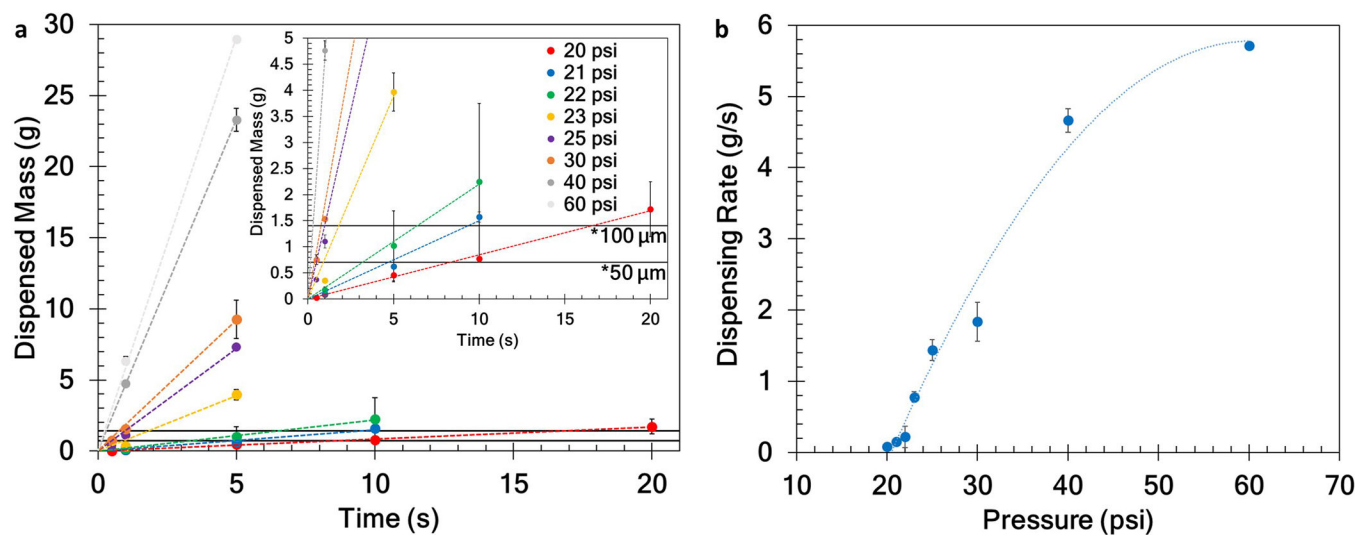 a
Dispensed Mass (g)
30
25
20
15
10
5
0
0 5 10 15 20
Time (s)
Dispensed Mass (g)
5
4.5
4
3.5
3
2.5
2
1.5
1
0.5
0
0 5 10 15 20
Time (s)
20 psi
21 psi
22 psi
23 psi
25 psi
30 psi
40 psi
60 psi
*100 µm
*50 µm
b
Dispensing Rate (g/s)
6
5
4
3
2
1
0
10 20 30 40 50 60 70
Pressure (psi)